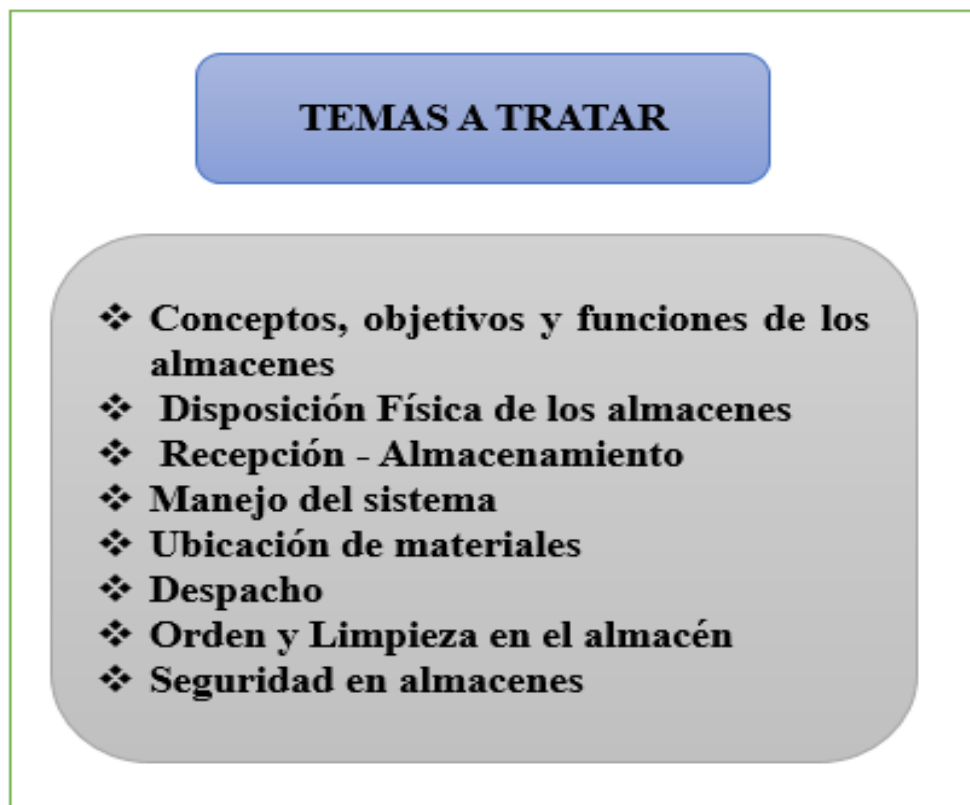 TEMAS A TRATAR
❖ Conceptos, objetivos y funciones de los
almacenes
❖ Disposición Física de los almacenes
❖ Recepción - Almacenamiento
❖ Manejo del sistema
❖ Ubicación de materiales
❖ Despacho
❖ Orden y Limpieza en el almacén
❖ Seguridad en almacenes